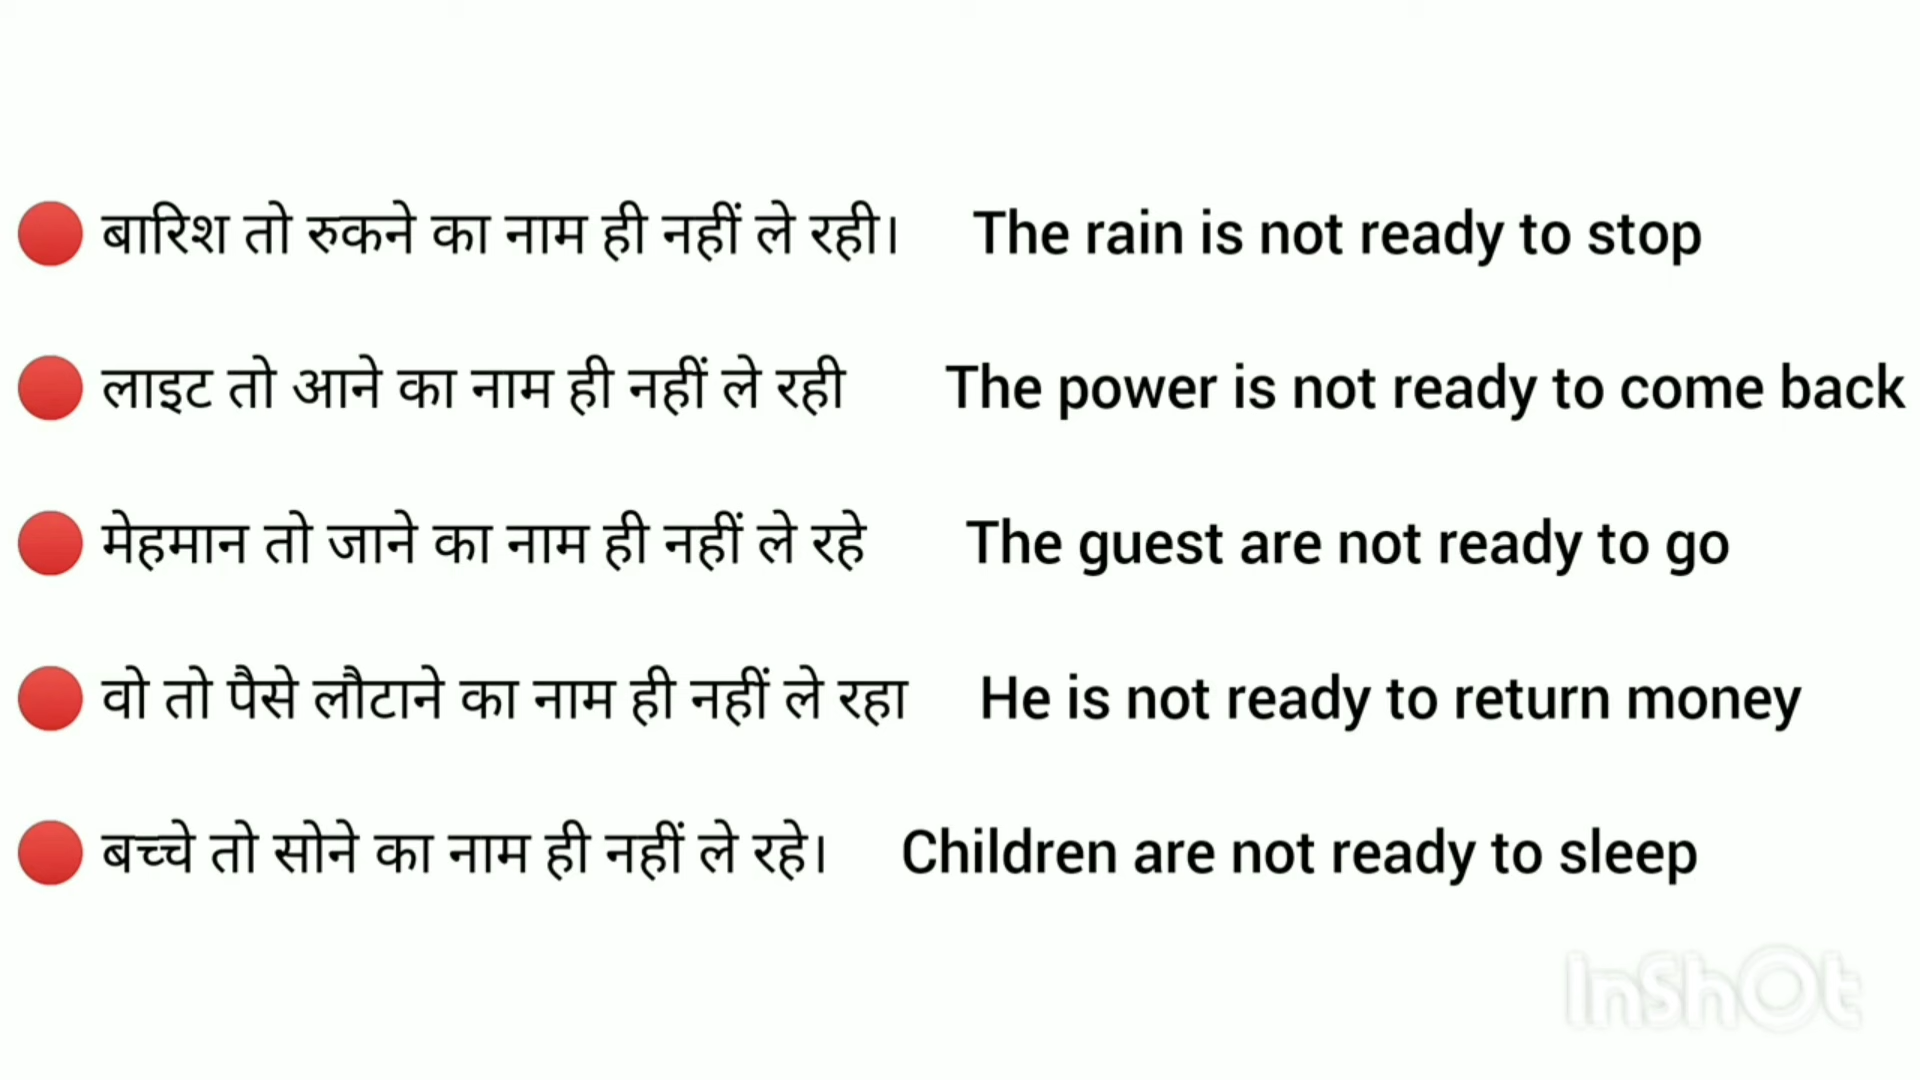 बारिश तो रुकने का नाम ही नहीं ले रही। The rain is not ready to stop
लाइट तो आने का नाम ही नहीं ले रही The power is not ready to come back
मेहमान तो जाने का नाम ही नहीं ले रहे The guest are not ready to go
वो तो पैसे लौटाने का नाम ही नहीं ले रहा He is not ready to return money
बच्चे तो सोने का नाम ही नहीं ले रहे। Children are not ready to sleep
InShOt